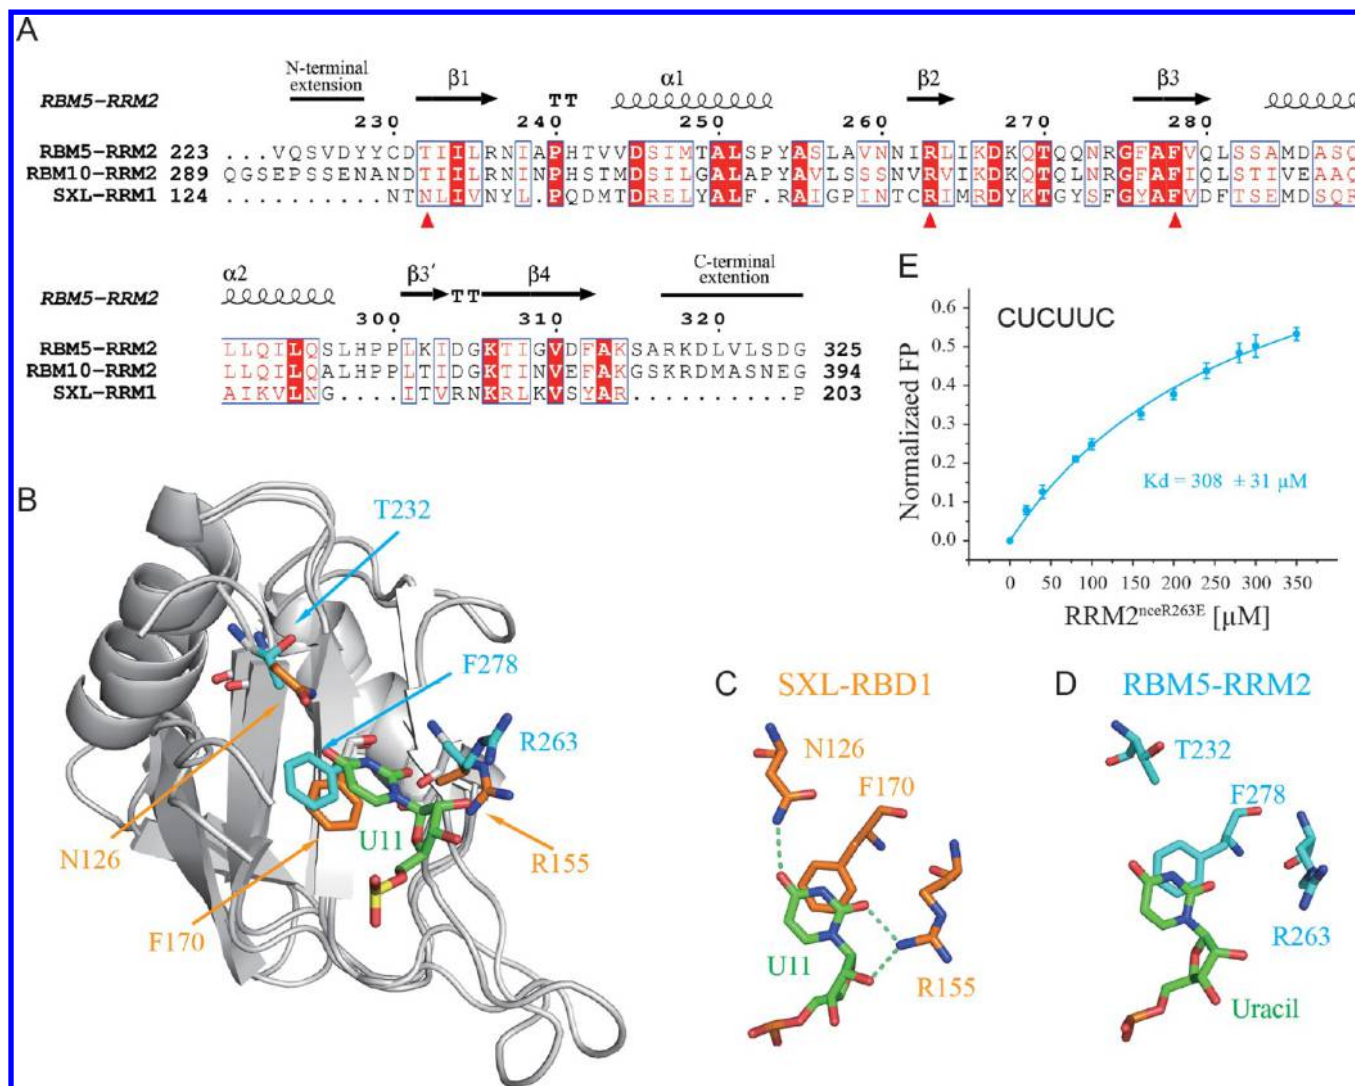 A
N-terminal
extension
β1
α1
β2
β3
RBM5-RRM2
TT
230 240 250 260 270 280
RBM5-RRM2 223 ...VQSVDYYCDTIILRNIAPHTVVDSIMTALSPYASLAVNNIRLIKDKQTQQNRGFAFVQLSSAMDASQ
RBM10-RRM2 289 QGSEPSSENANDTIILRNINPHSTMDSILGALAPYAVLSSSNVRVIKDKQTQLNRGFAFIQLSTIVEAAQ
SXL-RRM1 124 ..........NTNLIVNYL.PQDMTDRELYALF.RAIGPINTCRIMRDYKTGYSFGYAFVDFTSEMDSQR
α2
β3′
β4
C-terminal
extention
RBM5-RRM2
TT
300 310 320
RBM5-RRM2 LLQILQSLHPPLKIDGKTIGVDFAKSARKDLVLSDG 325
RBM10-RRM2 LLQILQALHPPLTIDGKTINVEFAKGSKRDMASNEG 394
SXL-RRM1 AIKVLNG....ITVRNKRLKVSYAR..........P 203
E
CUCUUC
Normalizaed FP
0.6
0.5
0.4
0.3
0.2
0.1
0.0
Kd = 308 ± 31 µM
0 50 100 150 200 250 300 350
RRM2nceR263E [µM]
B
T232
F278
R263
N126
U11
R155
F170
C
SXL-RBD1
N126
F170
U11
R155
D
RBM5-RRM2
T232
F278
R263
Uracil